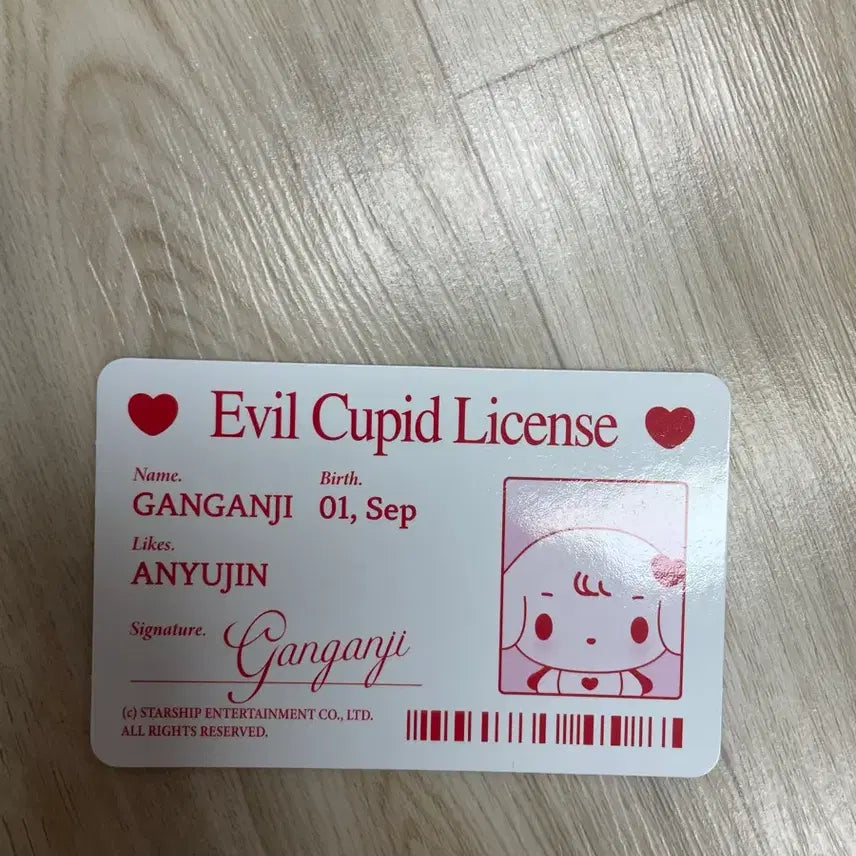 Evil Cupid License
Name. Birth.
GANGANJI 01, Sep
Likes.
ANYUJIN
Signature. Ganganji
(c) STARSHIP ENTERTAINMENT CO., LTD.
ALL RIGHTS RESERVED.